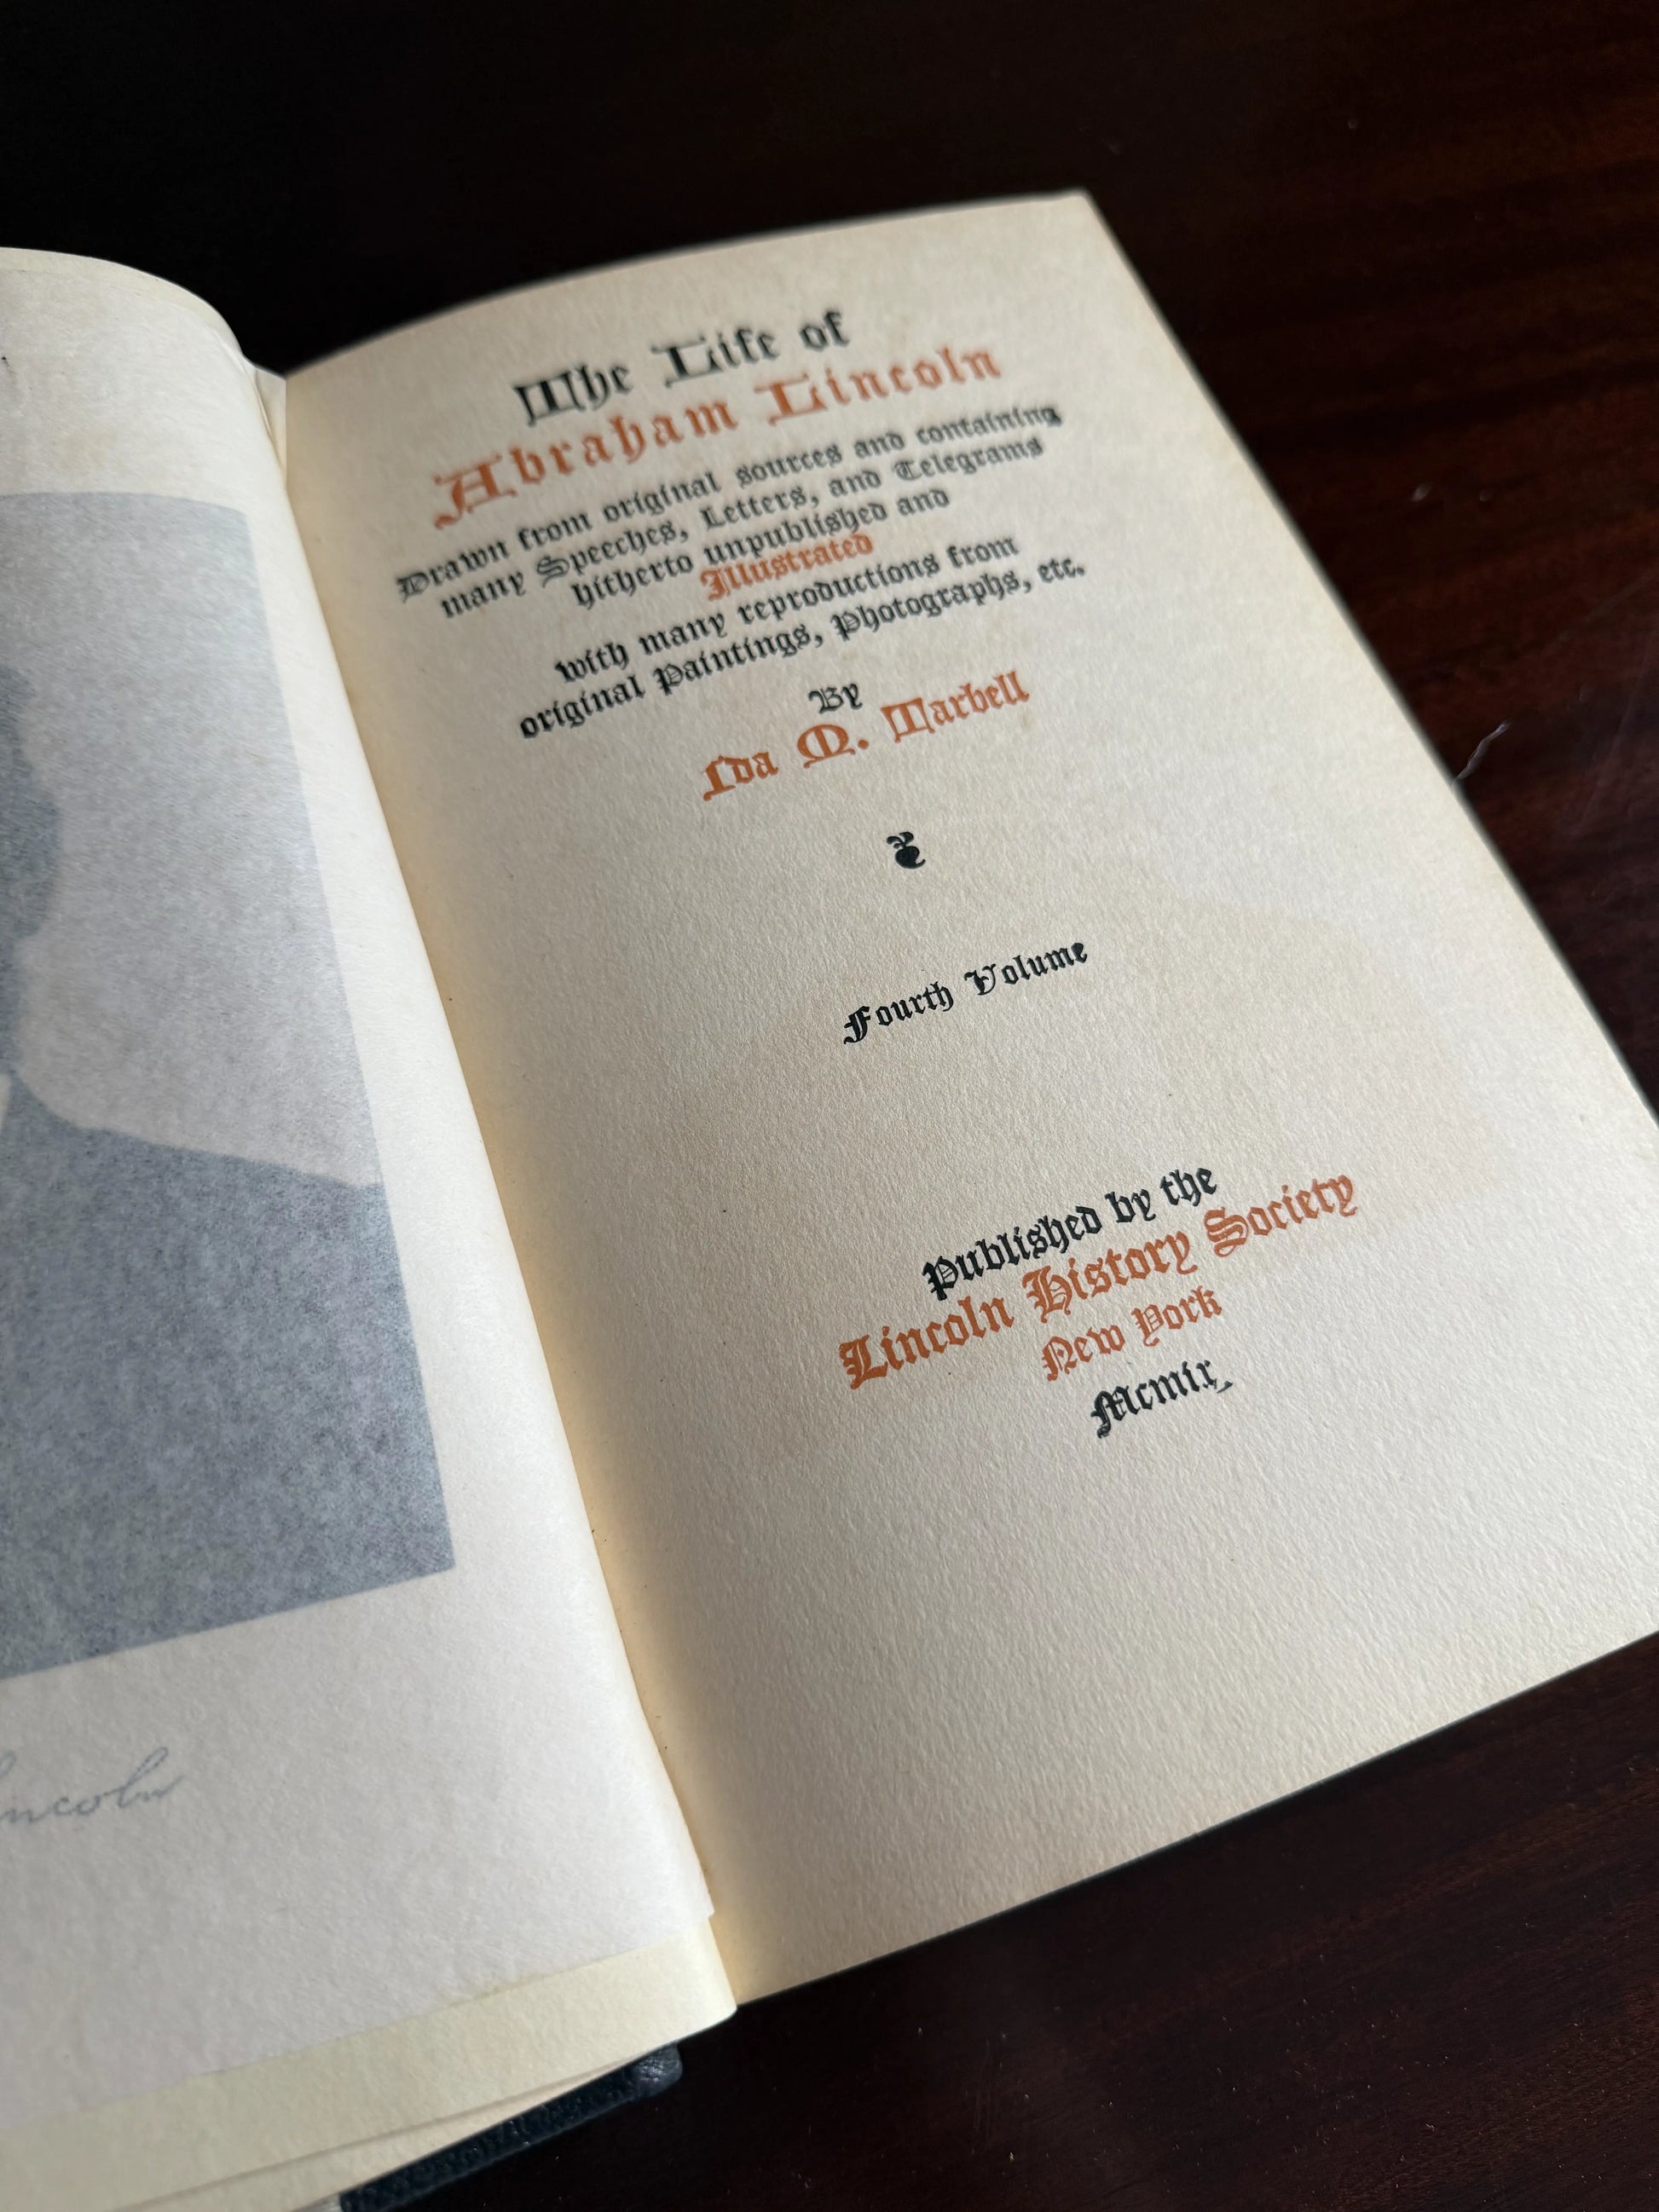 The Life of
Abraham Lincoln
Drawn from original sources and containing
many Speeches, Letters, and Telegrams
hitherto unpublished and
Illustrated
with many reproductions from
original Paintings, Photographs, etc.
By
Ida M. Tarbell
Fourth Volume
Published by the
Lincoln History Society
New York
Mcmix
ncoln